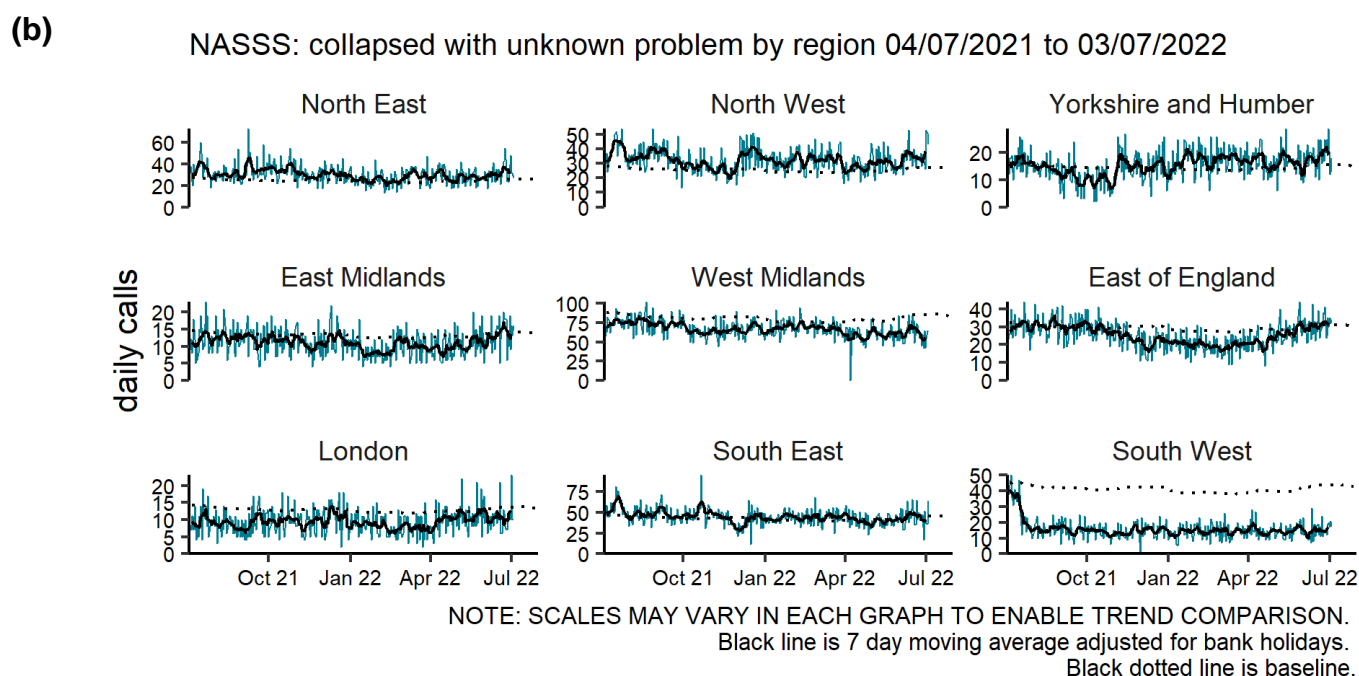 (b)
NASSS: collapsed with unknown problem by region 04/07/2021 to 03/07/2022
North East
North West
Yorkshire and Humber
60
40
20
0
50
40
30
20
10
0
20
10
0
daily calls
East Midlands
West Midlands
East of England
20
15
10
5
0
100
75
50
25
0
40
30
20
10
0
London
South East
South West
20
15
10
5
0
75
50
25
0
50
40
30
20
10
0
Oct 21 Jan 22 Apr 22 Jul 22
Oct 21 Jan 22 Apr 22 Jul 22
Oct 21 Jan 22 Apr 22 Jul 22
NOTE: SCALES MAY VARY IN EACH GRAPH TO ENABLE TREND COMPARISON.
Black line is 7 day moving average adjusted for bank holidays.
Black dotted line is baseline.